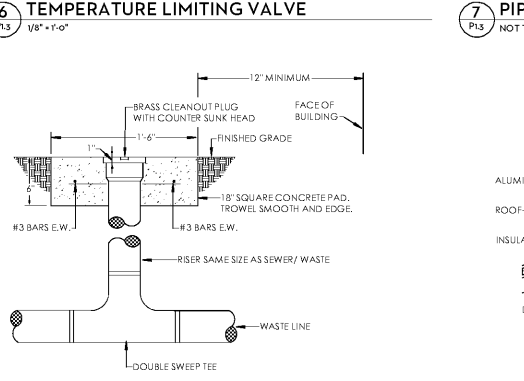 6 TEMPERATURE LIMITING VALVE
P1.3 1/8" = 1'-0"
7
P1.3 NOT
12" MINIMUM
BRASS CLEANOUT PLUG
WITH COUNTER SUNK HEAD
FACE OF
BUILDING
1'-6"
1"
FINISHED GRADE
6"
18" SQUARE CONCRETE PAD.
TROWEL SMOOTH AND EDGE.
#3 BARS E.W.
#3 BARS E.W.
RISER SAME SIZE AS SEWER/ WASTE
WASTE LINE
DOUBLE SWEEP TEE
ALUMI
ROOF-
INSULA